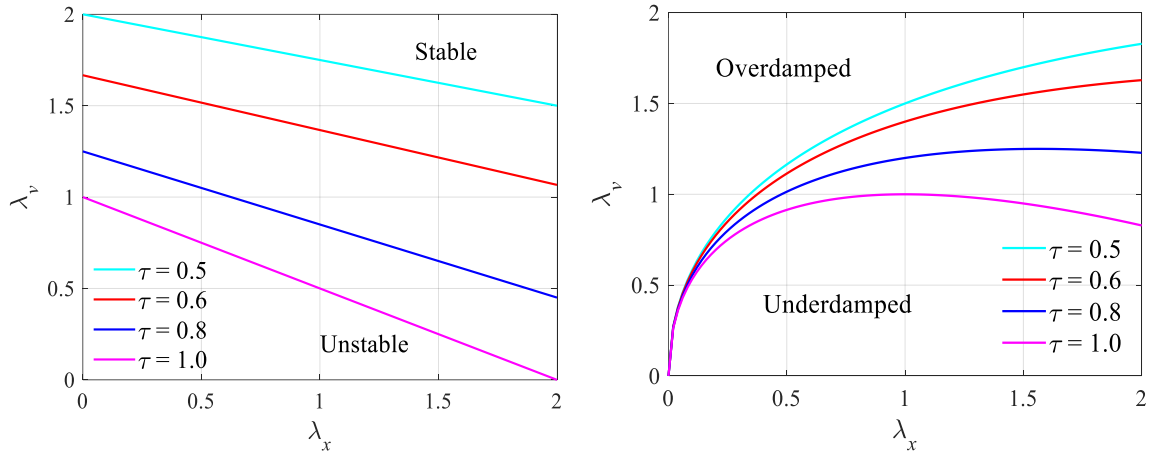 2
1.5
1
0.5
0
λv
Stable
Unstable
τ = 0.5
τ = 0.6
τ = 0.8
τ = 1.0
0 0.5 1 1.5 2
λx
2
1.5
1
0.5
0
λv
Overdamped
Underdamped
τ = 0.5
τ = 0.6
τ = 0.8
τ = 1.0
0 0.5 1 1.5 2
λx